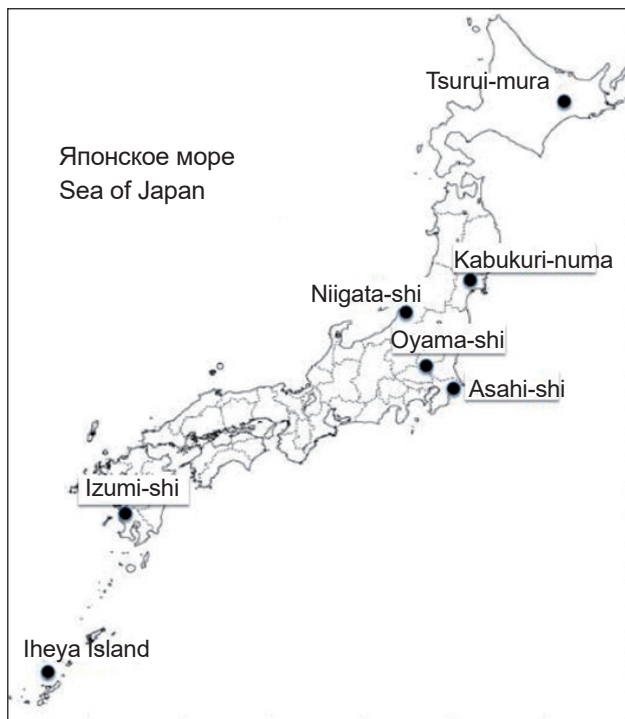 Tsurui-mura
Японское море
Sea of Japan
Kabukuri-numa
Niigata-shi
Oyama-shi
Asahi-shi
Izumi-shi
Iheya Island